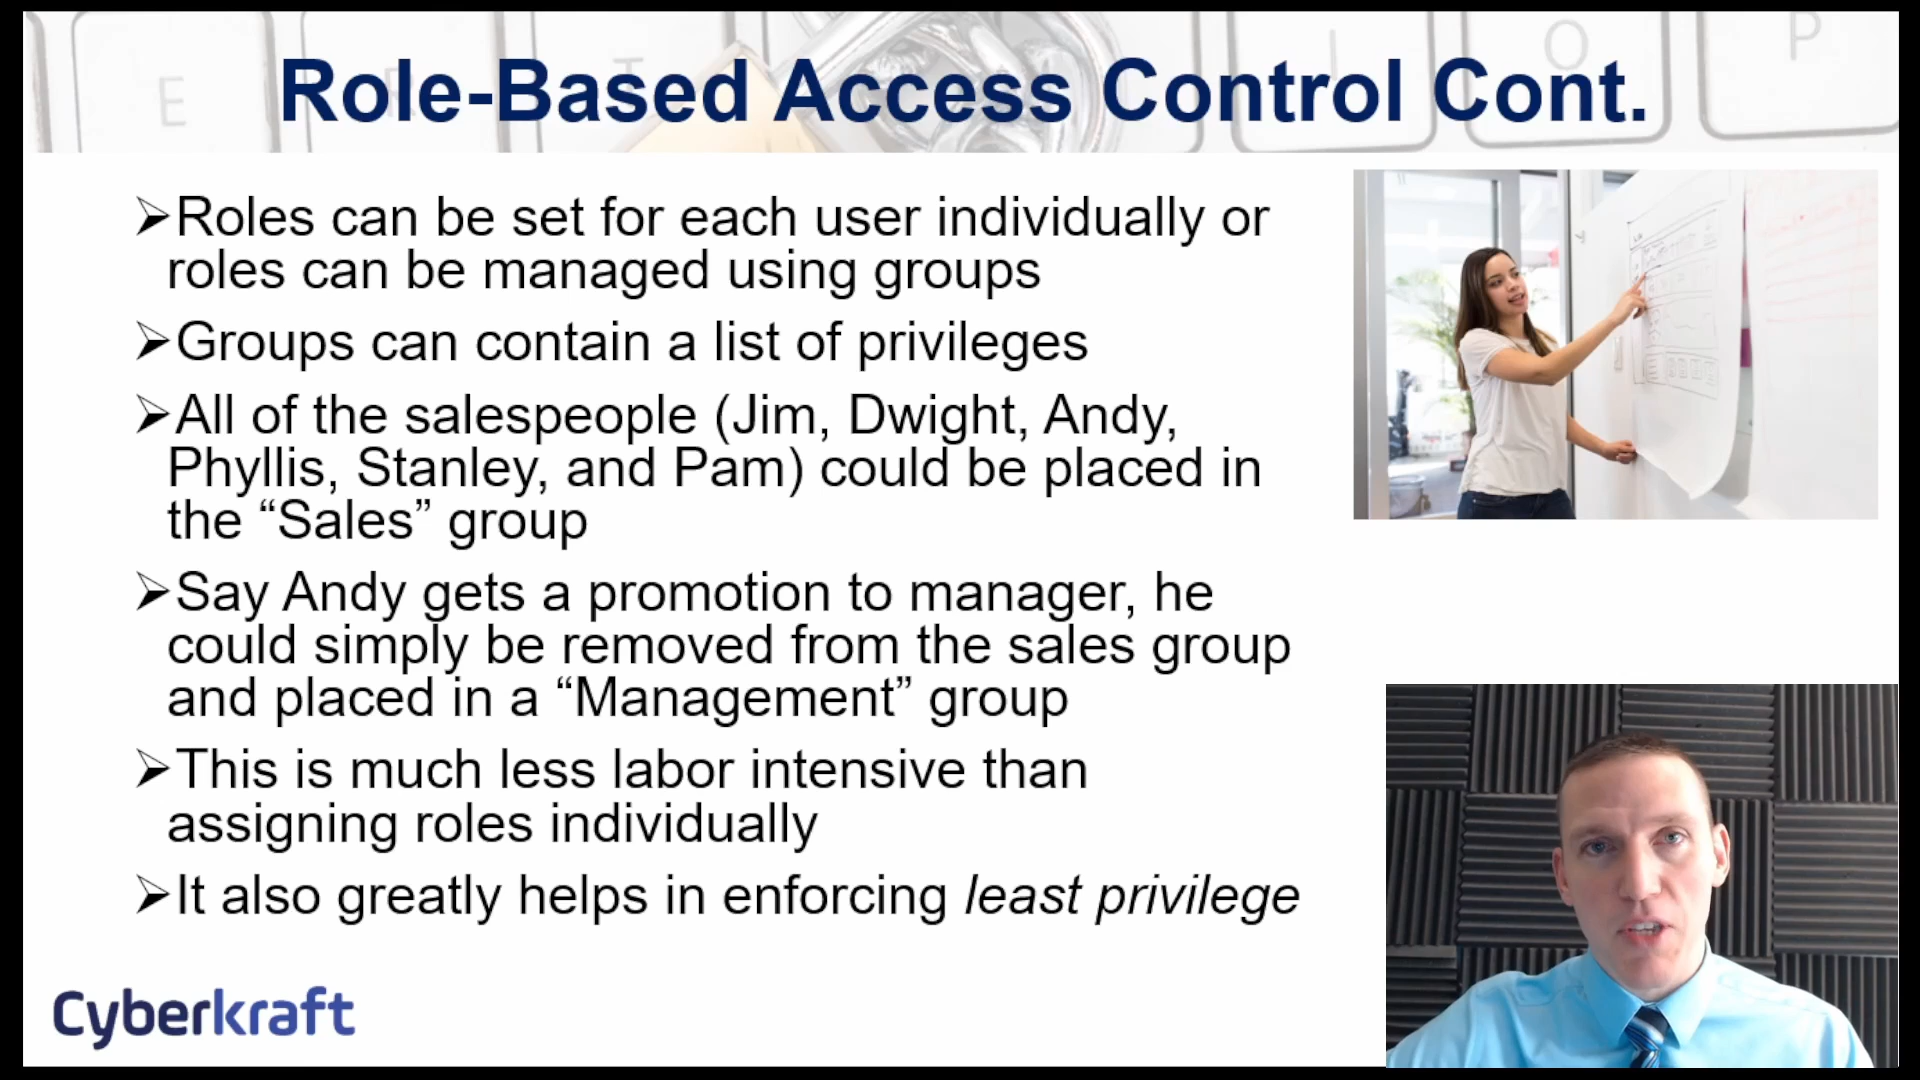 Role-Based Access Control Cont.
➢Roles can be set for each user individually or
roles can be managed using groups
➢Groups can contain a list of privileges
➢All of the salespeople (Jim, Dwight, Andy,
Phyllis, Stanley, and Pam) could be placed in
the “Sales” group
➢Say Andy gets a promotion to manager, he
could simply be removed from the sales group
and placed in a “Management” group
➢This is much less labor intensive than
assigning roles individually
➢It also greatly helps in enforcing least privilege
Cyberkraft